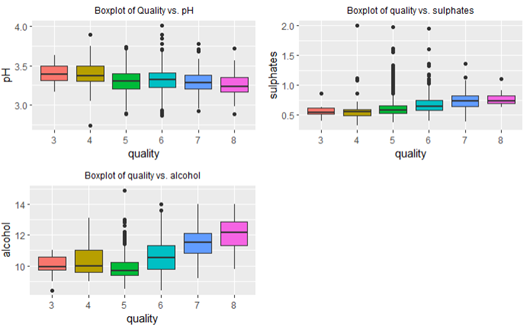 Boxplot of Quality vs. pH
4.0
3.5
3.0
pH
3 4 5 6 7 8
quality
Boxplot of quality vs. sulphates
2.0
1.5
1.0
0.5
sulphates
3 4 5 6 7 8
quality
Boxplot of quality vs. alcohol
14
12
10
alcohol
3 4 5 6 7 8
quality